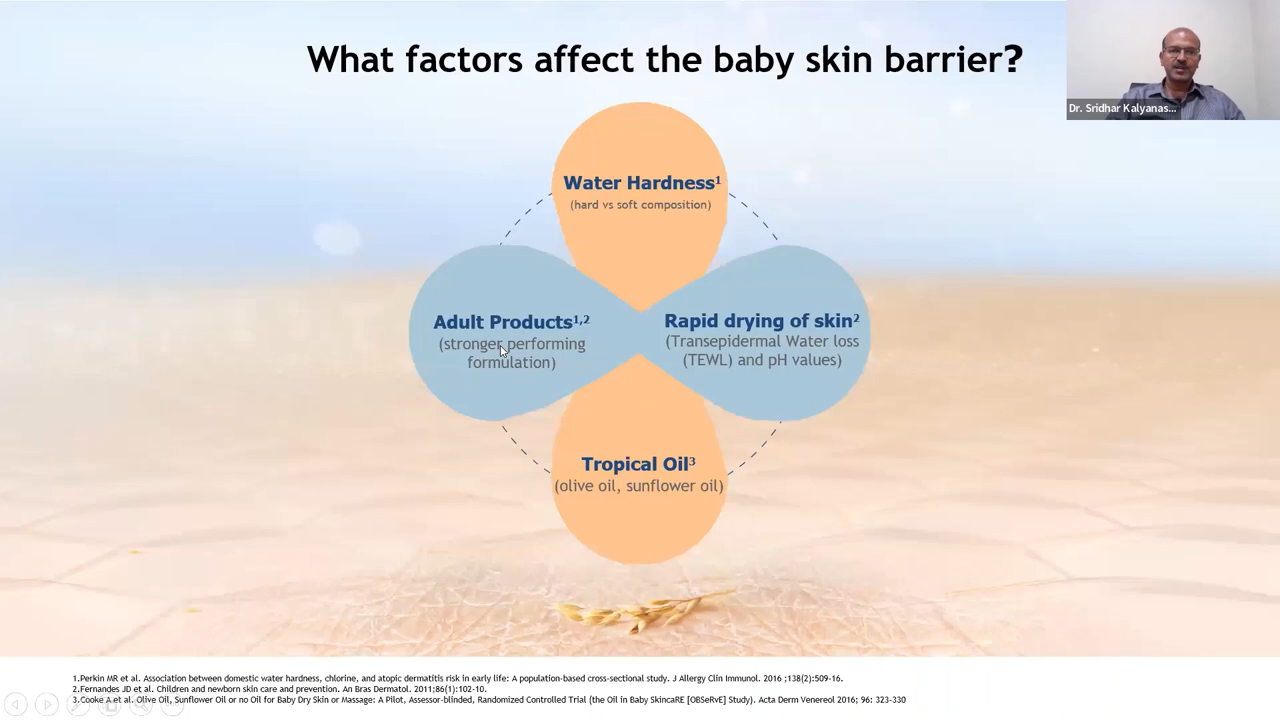 What factors affect the baby skin barrier?
Dr. Sridhar Kalyanas...
Water Hardness¹
(hard vs soft composition)
Adult Products¹,²
(stronger performing
formulation)
Rapid drying of skin²
(Transepidermal Water loss
(TEWL) and pH values)
Tropical Oil³
(olive oil, sunflower oil)
1.Perkin MR et al. Association between domestic water hardness, chlorine, and atopic dermatitis risk in early life: A population-based cross-sectional study. J Allergy Clin Immunol. 2016 ;138(2):509-16.
2.Fernandes JD et al. Children and newborn skin care and prevention. An Bras Dermatol. 2011;86(1):102-10.
3.Cooke A et al. Olive Oil, Sunflower Oil or no Oil for Baby Dry Skin or Massage: A Pilot, Assessor-blinded, Randomized Controlled Trial (the Oil in Baby SkincaRE [OBSeRvE] Study). Acta Derm Venereol 2016; 96: 323-330